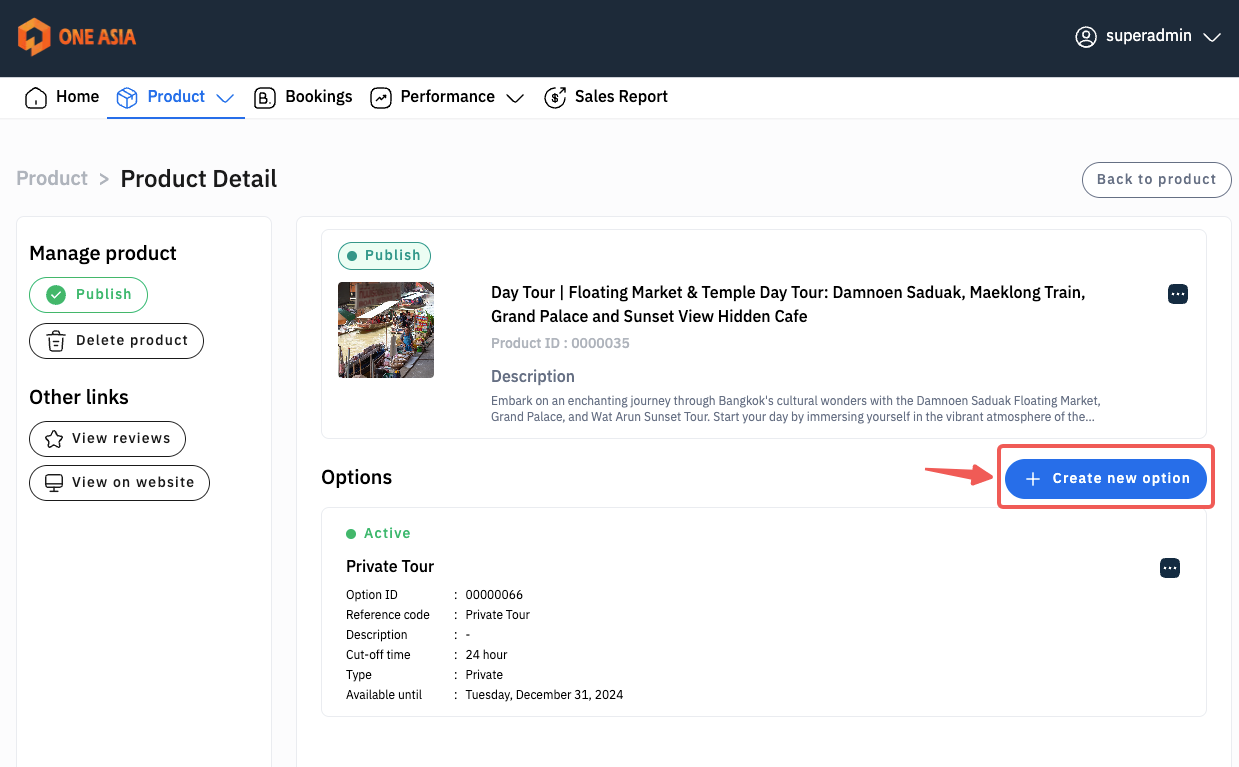 ONE ASIA
superadmin
Home Product Bookings Performance Sales Report
Product > Product Detail
Back to product
Manage product
Publish
Delete product
Other links
View reviews
View on website
Publish
Day Tour | Floating Market & Temple Day Tour: Damnoen Saduak, Maeklong Train,
Grand Palace and Sunset View Hidden Cafe
Product ID : 0000035
Description
Embark on an enchanting journey through Bangkok's cultural wonders with the Damnoen Saduak Floating Market,
Grand Palace, and Wat Arun Sunset Tour. Start your day by immersing yourself in the vibrant atmosphere of the...
Options
+ Create new option
Active
Private Tour
Option ID : 00000066
Reference code : Private Tour
Description : -
Cut-off time : 24 hour
Type : Private
Available until : Tuesday, December 31, 2024